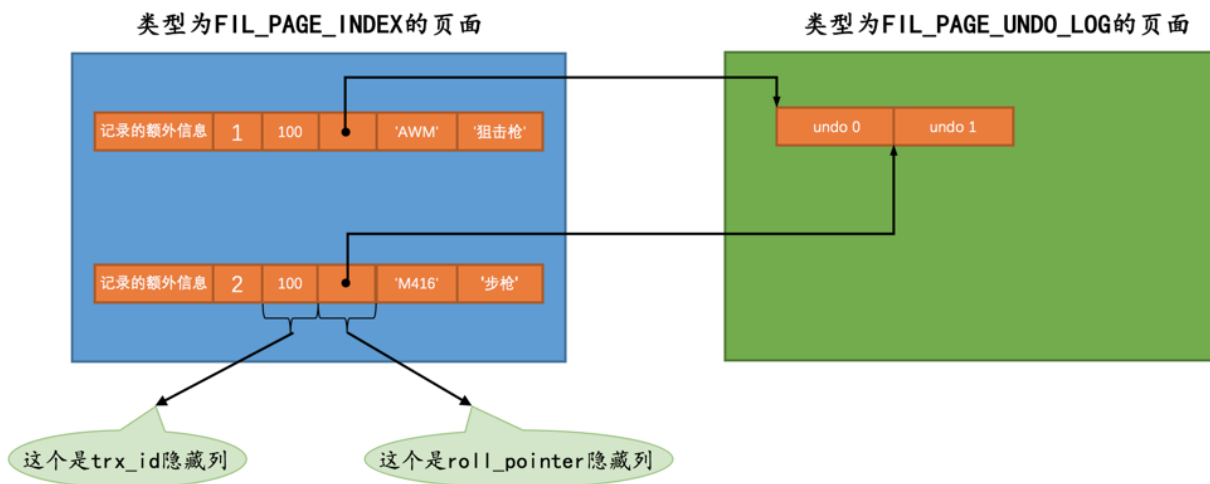 类型为FIL_PAGE_INDEX的页面
类型为FIL_PAGE_UNDO_LOG的页面
记录的额外信息 1 100 'AWM' '狙击枪'
undo 0 undo 1
记录的额外信息 2 100 'M416' '步枪'
这个是trx_id隐藏列
这个是roll_pointer隐藏列